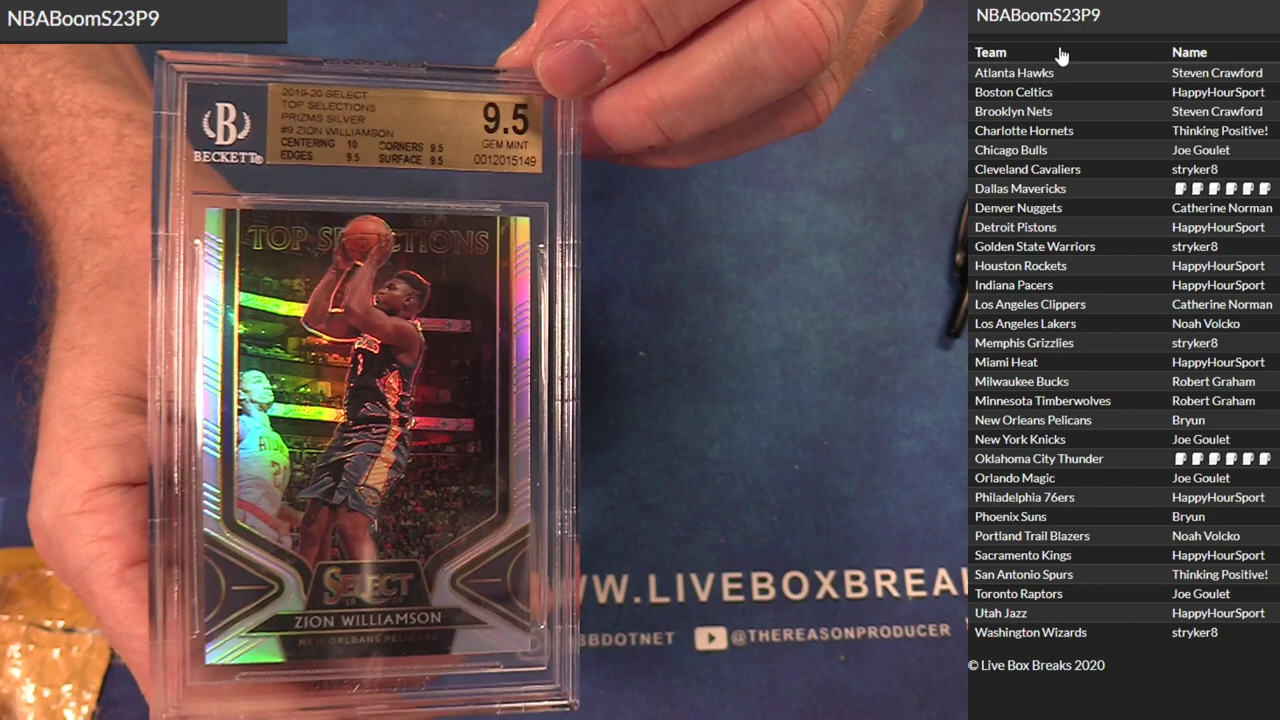 NBABoomS23P9
B
BECKETT®
2019-20 SELECT
TOP SELECTIONS
PRIZMS SILVER
#9 ZION WILLIAMSON
CENTERING 10 CORNERS 9.5
EDGES 9.5 SURFACE 9.5
9.5
GEM MINT
0012015149
TOP SELECTIONS
SELECT
ZION WILLIAMSON
NEW ORLEANS PELICANS
WW.LIVEBOXBREA
BBDOTNET @THEREASONPRODUCER
NBABoomS23P9
Team Name
Atlanta Hawks Steven Crawford
Boston Celtics HappyHourSport
Brooklyn Nets Steven Crawford
Charlotte Hornets Thinking Positive!
Chicago Bulls Joe Goulet
Cleveland Cavaliers stryker8
Dallas Mavericks 🧻 🧻 🧻 🧻 🧻 🧻
Denver Nuggets Catherine Norman
Detroit Pistons HappyHourSport
Golden State Warriors stryker8
Houston Rockets HappyHourSport
Indiana Pacers HappyHourSport
Los Angeles Clippers Catherine Norman
Los Angeles Lakers Noah Volcko
Memphis Grizzlies stryker8
Miami Heat HappyHourSport
Milwaukee Bucks Robert Graham
Minnesota Timberwolves Robert Graham
New Orleans Pelicans Bryun
New York Knicks Joe Goulet
Oklahoma City Thunder 🧻 🧻 🧻 🧻 🧻 🧻
Orlando Magic Joe Goulet
Philadelphia 76ers HappyHourSport
Phoenix Suns Bryun
Portland Trail Blazers Noah Volcko
Sacramento Kings HappyHourSport
San Antonio Spurs Thinking Positive!
Toronto Raptors Joe Goulet
Utah Jazz HappyHourSport
Washington Wizards stryker8
© Live Box Breaks 2020